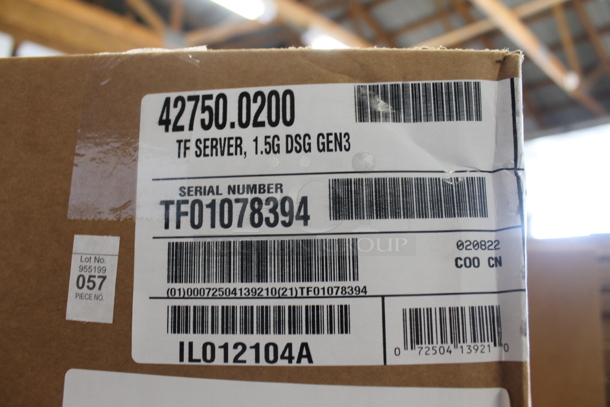 42750.0200
TF SERVER, 1.5G DSG GEN3
SERIAL NUMBER
TF01078394
GROUP
020822
COO CN
(01)00072504139210(21)TF01078394
IL012104A
0 72504 13921 0
Lot No.
955199
057
PIECE NO.